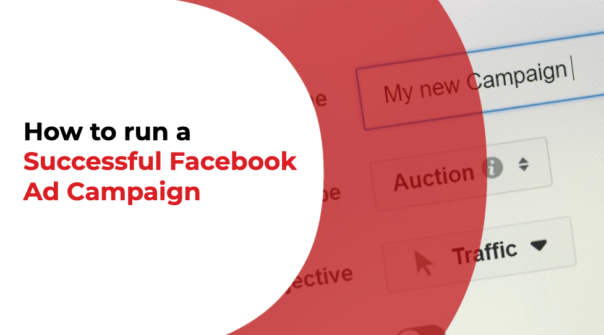 How to run a
Successful Facebook
Ad Campaign
My new Campaign
Auction
Traffic